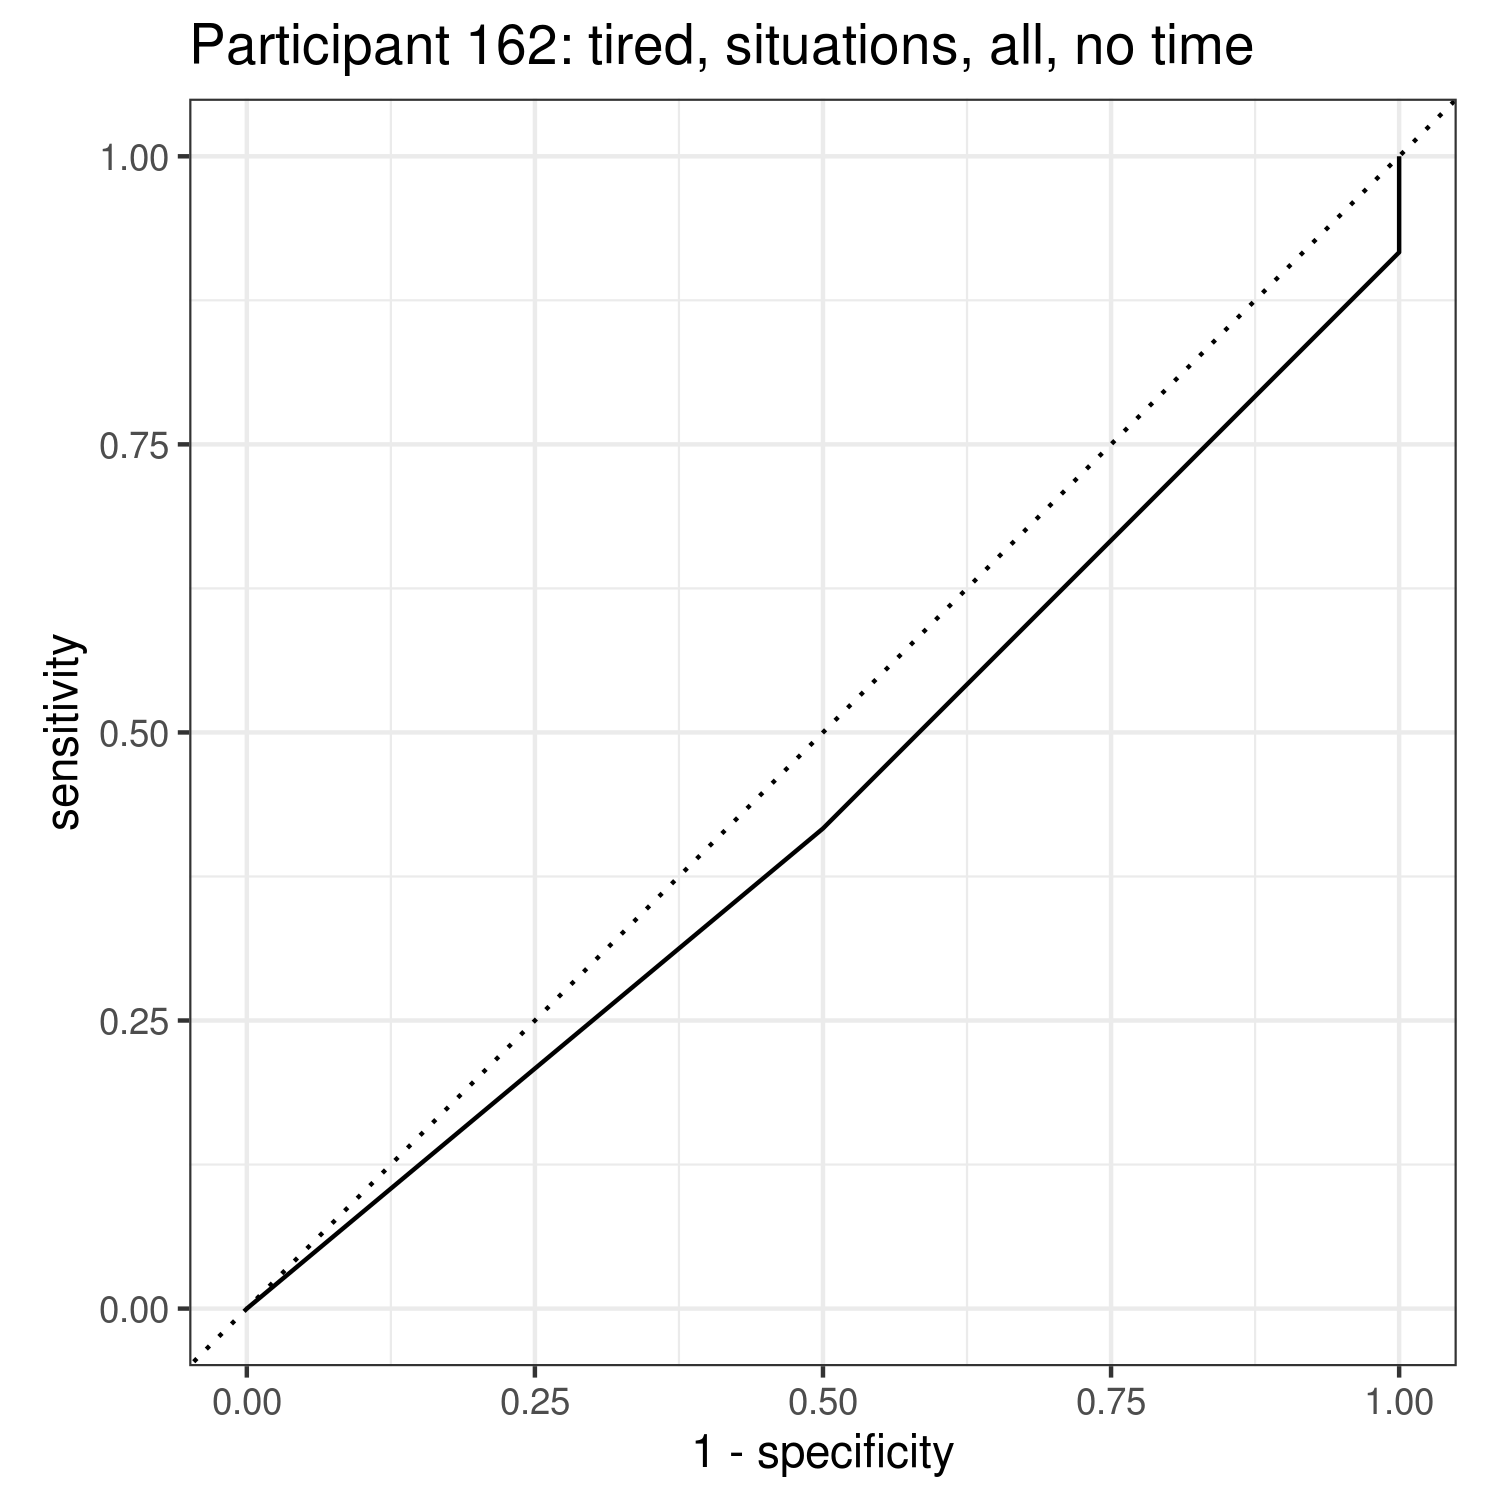 Participant 162: tired, situations, all, no time
1.00
0.75
0.50
0.25
0.00
sensitivity
0.00 0.25 0.50 0.75 1.00
1 - specificity